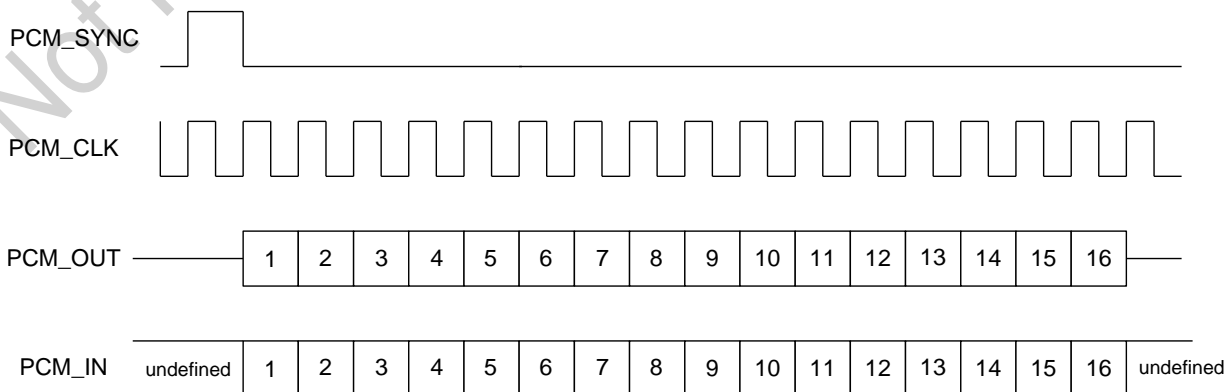 Not
PCM_SYNC
PCM_CLK
PCM_OUT 1 2 3 4 5 6 7 8 9 10 11 12 13 14 15 16
PCM_IN undefined 1 2 3 4 5 6 7 8 9 10 11 12 13 14 15 16 undefined